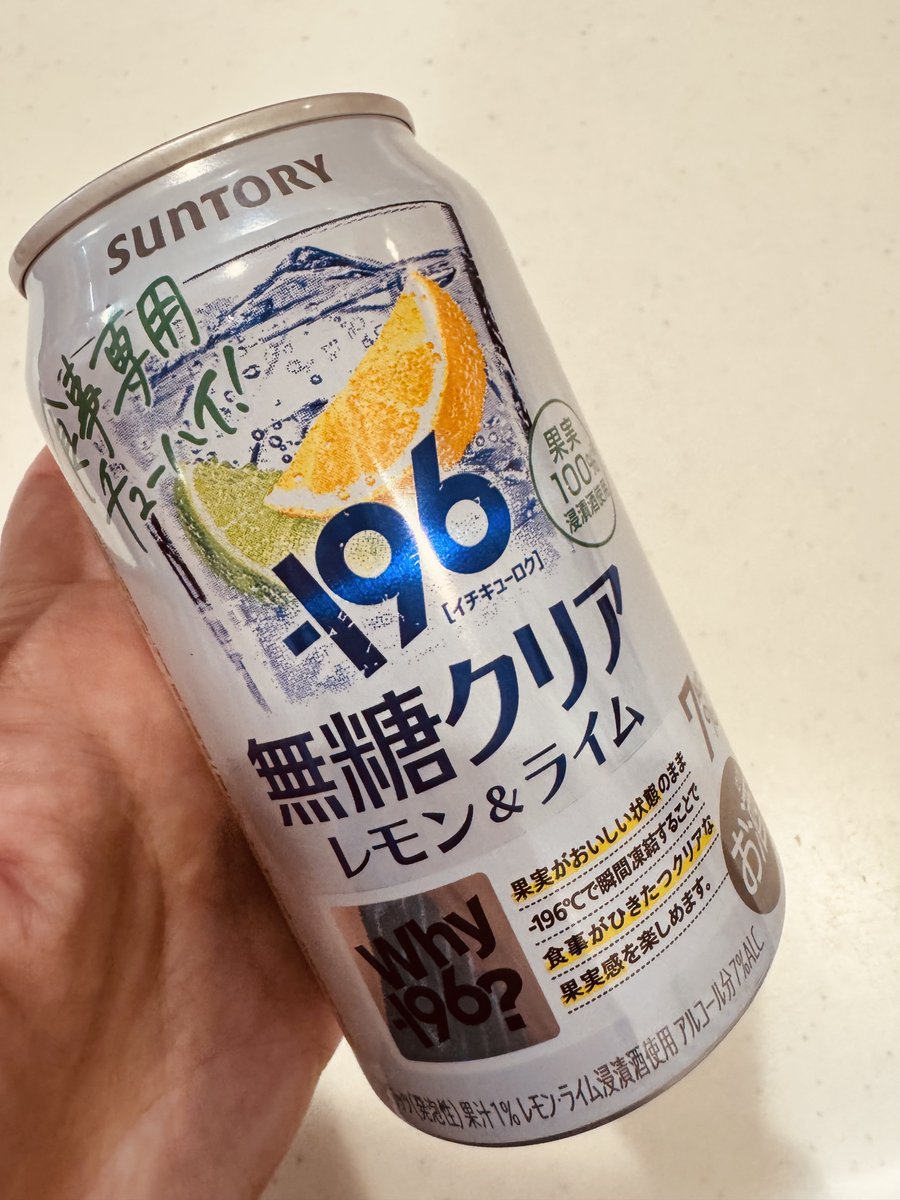 SUNTORY
食事専用
チューハイ!
果実
100%
浸漬酒使用
-196
[イチキューロク]
無糖クリア
レモン&ライム
果実がおいしい状態のまま
-196℃で瞬間凍結することで
食事がひきたつクリアな
果実感を楽しめます。
Why
-196?
(発泡性) 果汁1% レモン・ライム浸漬酒使用 アルコール分7%ALC